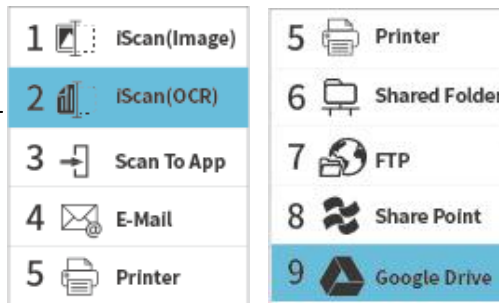 1 iScan(Image)
2 iScan(OCR)
3 Scan To App
4 E-Mail
5 Printer
5 Printer
6 Shared Folder
7 FTP
8 Share Point
9 Google Drive